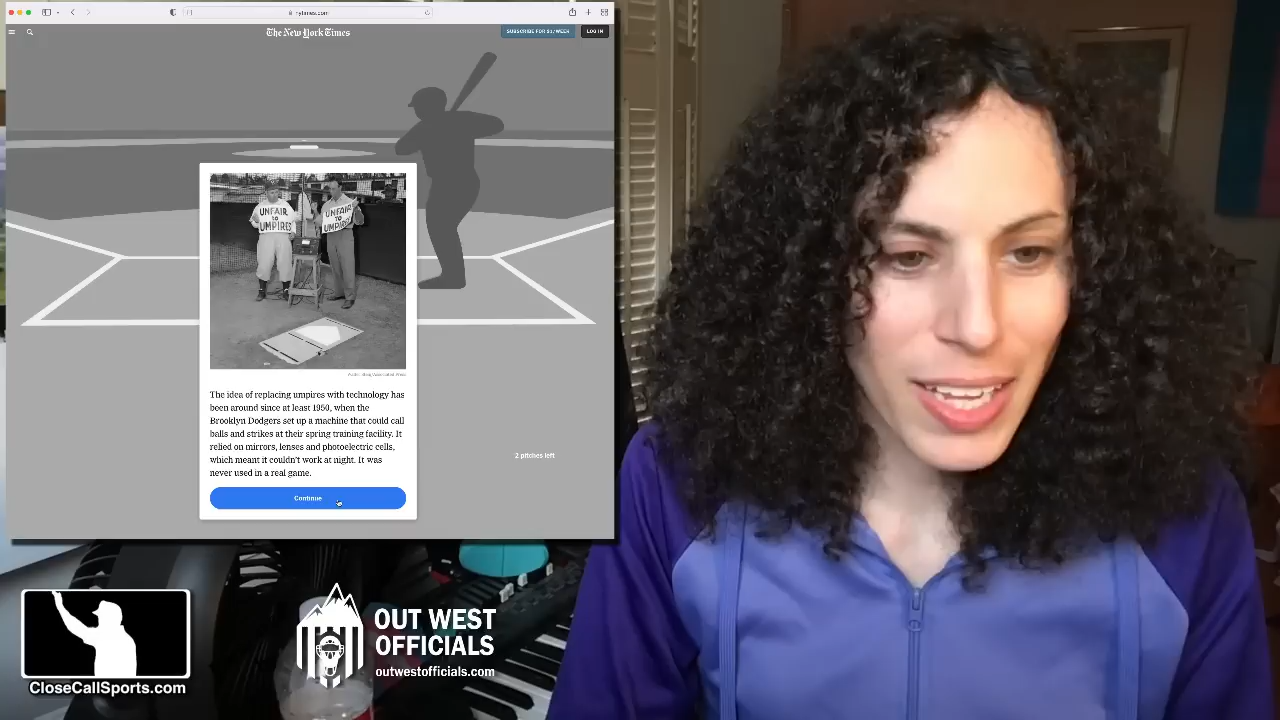 nytimes.com
The New York Times
SUBSCRIBE FOR $1/WEEK
LOG IN
UNFAIR
TO
UMPIRES
UNFAIR
TO
UMPIRES
The idea of replacing umpires with technology has
been around since at least 1950, when the
Brooklyn Dodgers set up a machine that could call
balls and strikes at their spring training facility. It
relied on mirrors, lenses and photoelectric cells,
which meant it couldn't work at night. It was
never used in a real game.
Continue
2 pitches left
CloseCallSports.com
OUT WEST
OFFICIALS
outwestofficials.com